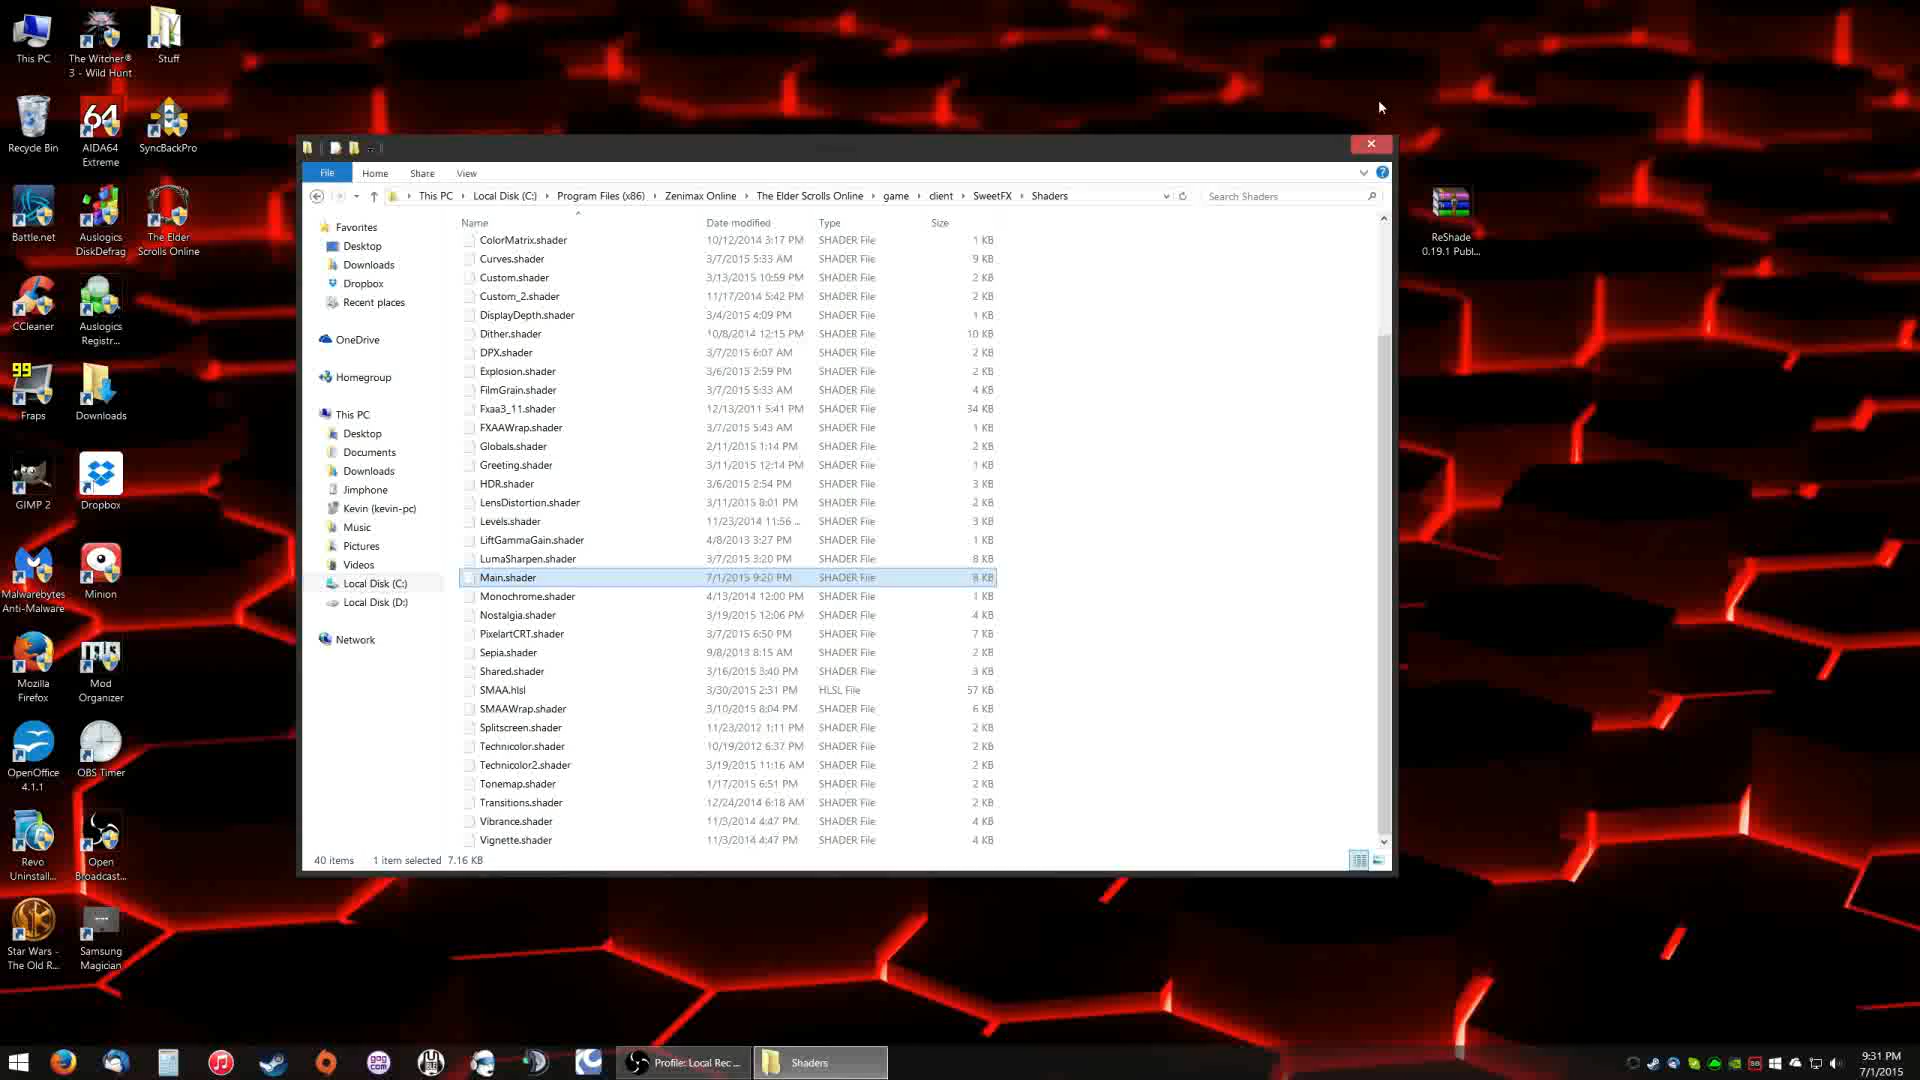 This PC
The Witcher®
3 - Wild Hunt
Stuff
Recycle Bin
64
AIDA64
Extreme
SyncBackPro
Battle.net
Auslogics
DiskDefrag
The Elder
Scrolls Online
CCleaner
Auslogics
Registr...
99
Fraps
Downloads
GIMP 2
Dropbox
Malwarebytes
Anti-Malware
Minion
Mozilla
Firefox
Mod
Organizer
OpenOffice
4.1.1
OBS Timer
Revo
Uninstall...
Open
Broadcast...
Star Wars -
The Old R...
Samsung
Magician
ReShade
0.19.1 Publ...
File Home Share View
This PC Local Disk (C:) Program Files (x86) Zenimax Online The Elder Scrolls Online game client SweetFX Shaders
Search Shaders
Favorites
Desktop
Downloads
Dropbox
Recent places
OneDrive
Homegroup
This PC
Desktop
Documents
Downloads
Jimphone
Kevin (kevin-pc)
Music
Pictures
Videos
Local Disk (C:)
Local Disk (D:)
Network
Name Date modified Type Size
ColorMatrix.shader 10/12/2014 3:17 PM SHADER File 1 KB
Curves.shader 3/7/2015 5:33 AM SHADER File 9 KB
Custom.shader 3/13/2015 10:59 PM SHADER File 2 KB
Custom_2.shader 11/17/2014 5:42 PM SHADER File 2 KB
DisplayDepth.shader 3/4/2015 4:09 PM SHADER File 1 KB
Dither.shader 10/8/2014 12:15 PM SHADER File 10 KB
DPX.shader 3/7/2015 6:07 AM SHADER File 2 KB
Explosion.shader 3/6/2015 2:59 PM SHADER File 2 KB
FilmGrain.shader 3/7/2015 5:33 AM SHADER File 4 KB
Fxaa3_11.shader 12/13/2011 5:41 PM SHADER File 34 KB
FXAAWrap.shader 3/7/2015 5:43 AM SHADER File 1 KB
Globals.shader 2/11/2015 1:14 PM SHADER File 2 KB
Greeting.shader 3/11/2015 12:14 PM SHADER File 1 KB
HDR.shader 3/6/2015 2:54 PM SHADER File 3 KB
LensDistortion.shader 3/11/2015 8:01 PM SHADER File 2 KB
Levels.shader 11/23/2014 11:56 ... SHADER File 3 KB
LiftGammaGain.shader 4/8/2013 3:27 PM SHADER File 1 KB
LumaSharpen.shader 3/7/2015 3:20 PM SHADER File 8 KB
Main.shader 7/1/2015 9:20 PM SHADER File 8 KB
Monochrome.shader 4/13/2014 12:00 PM SHADER File 1 KB
Nostalgia.shader 3/19/2015 12:06 PM SHADER File 4 KB
PixelartCRT.shader 3/7/2015 6:50 PM SHADER File 7 KB
Sepia.shader 9/8/2013 8:15 AM SHADER File 2 KB
Shared.shader 3/16/2015 3:40 PM SHADER File 3 KB
SMAA.hlsl 3/30/2015 2:31 PM HLSL File 57 KB
SMAAWrap.shader 3/10/2015 8:04 PM SHADER File 6 KB
Splitscreen.shader 11/23/2012 1:11 PM SHADER File 2 KB
Technicolor.shader 10/19/2012 6:37 PM SHADER File 2 KB
Technicolor2.shader 3/19/2015 11:16 AM SHADER File 2 KB
Tonemap.shader 1/17/2015 6:51 PM SHADER File 2 KB
Transitions.shader 12/24/2014 6:18 AM SHADER File 2 KB
Vibrance.shader 11/3/2014 4:47 PM SHADER File 4 KB
Vignette.shader 11/3/2014 4:47 PM SHADER File 4 KB
40 items 1 item selected 7.16 KB
gog
com
Profile: Local Rec ...
Shaders
9:31 PM
7/1/2015